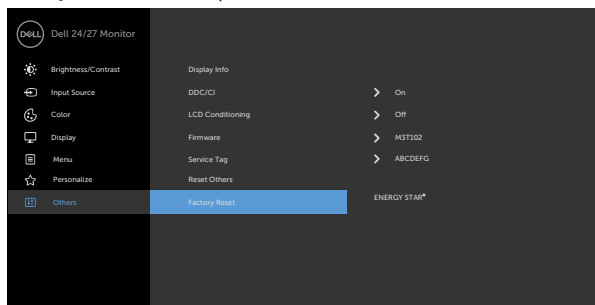 DELL Dell 24/27 Monitor
Brightness/Contrast Display Info
Input Source DDC/CI On
Color LCD Conditioning Off
Display Firmware M3T102
Menu Service Tag ABCDEFG
Personalize Reset Others
Others Factory Reset ENERGY STAR®